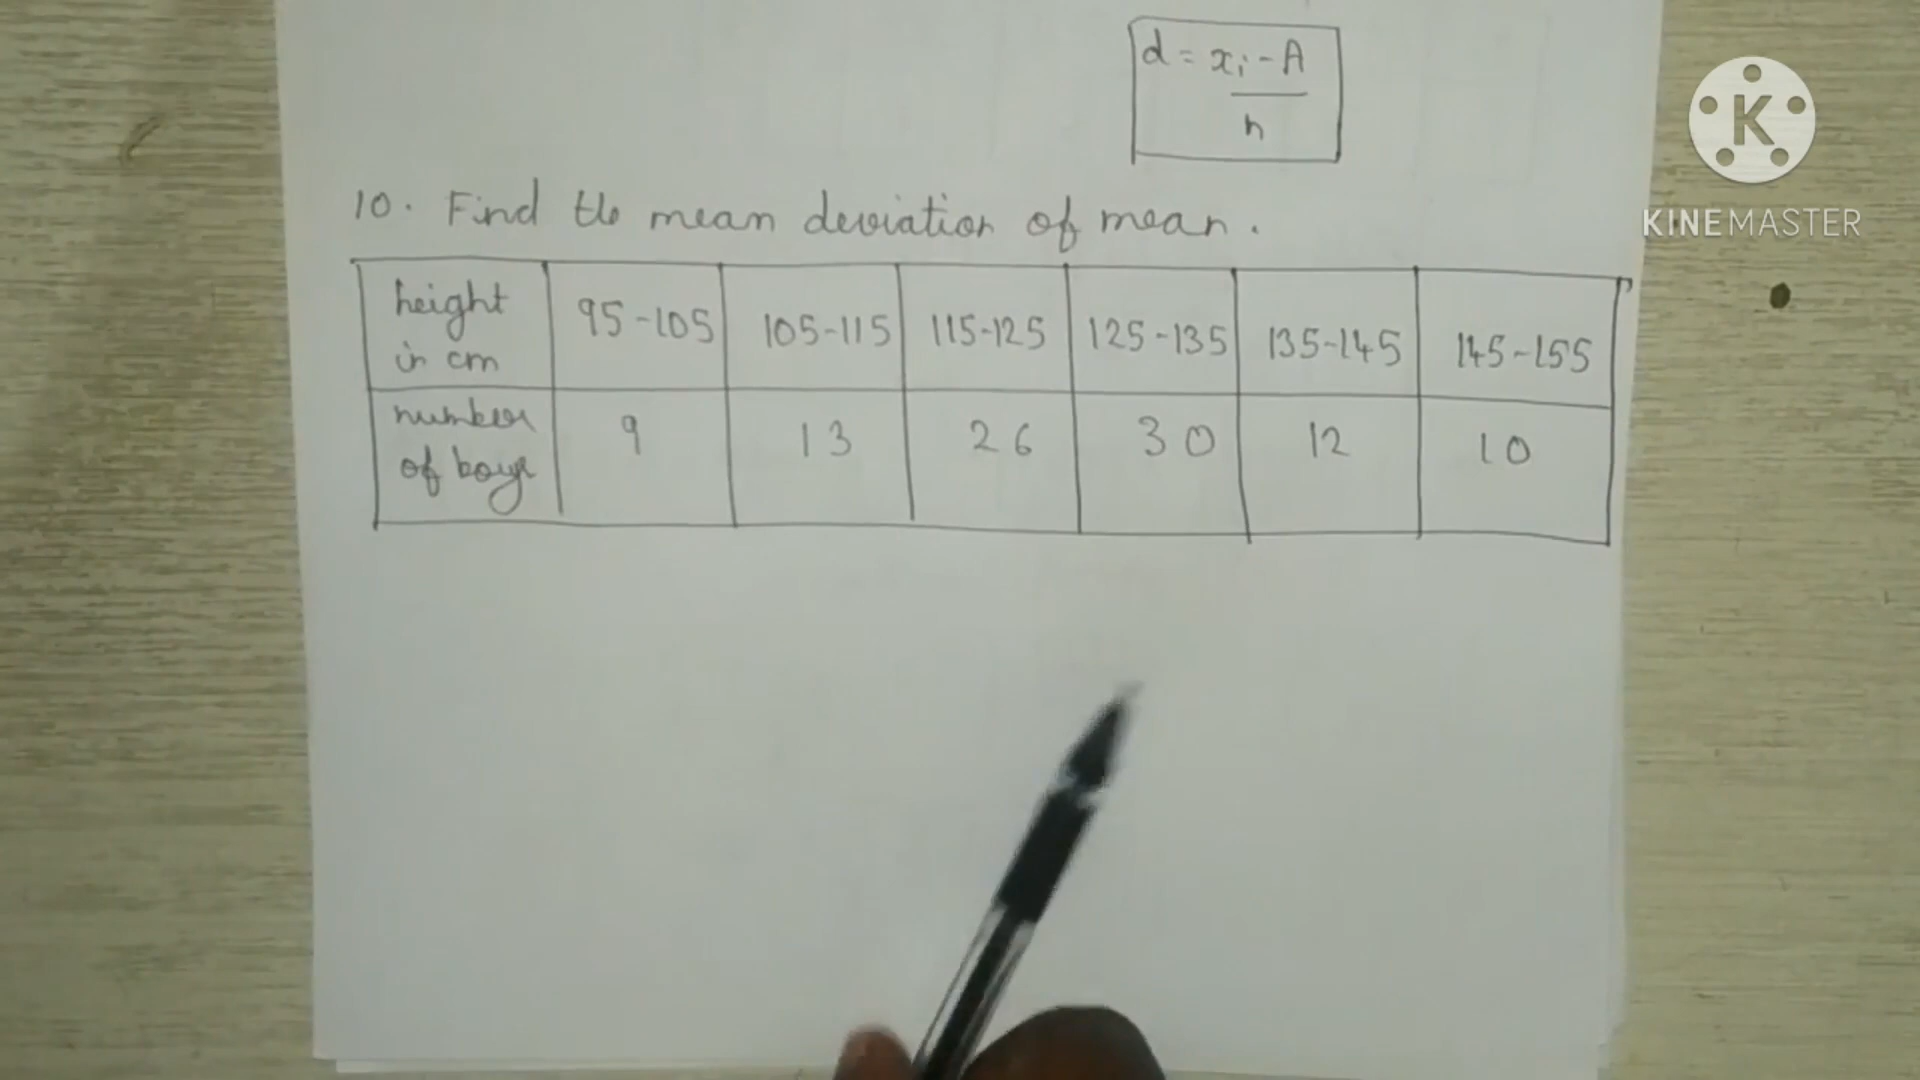 d = xᵢ - A
h
K
KINEMASTER
10. Find the mean deviation of mean.
height in cm 95-105 105-115 115-125 125-135 135-145 145-155
number of boys 9 13 26 30 12 10